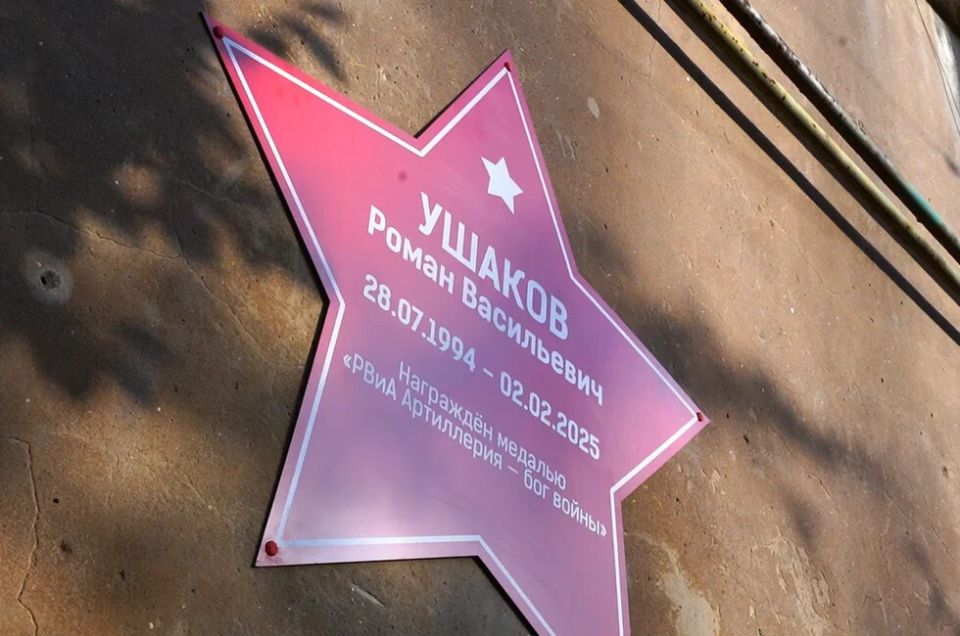 УШАКОВ
Роман Васильевич
28.07.1994 – 02.02.2025
Награждён медалью
«РВиА Артиллерия – бог войны»